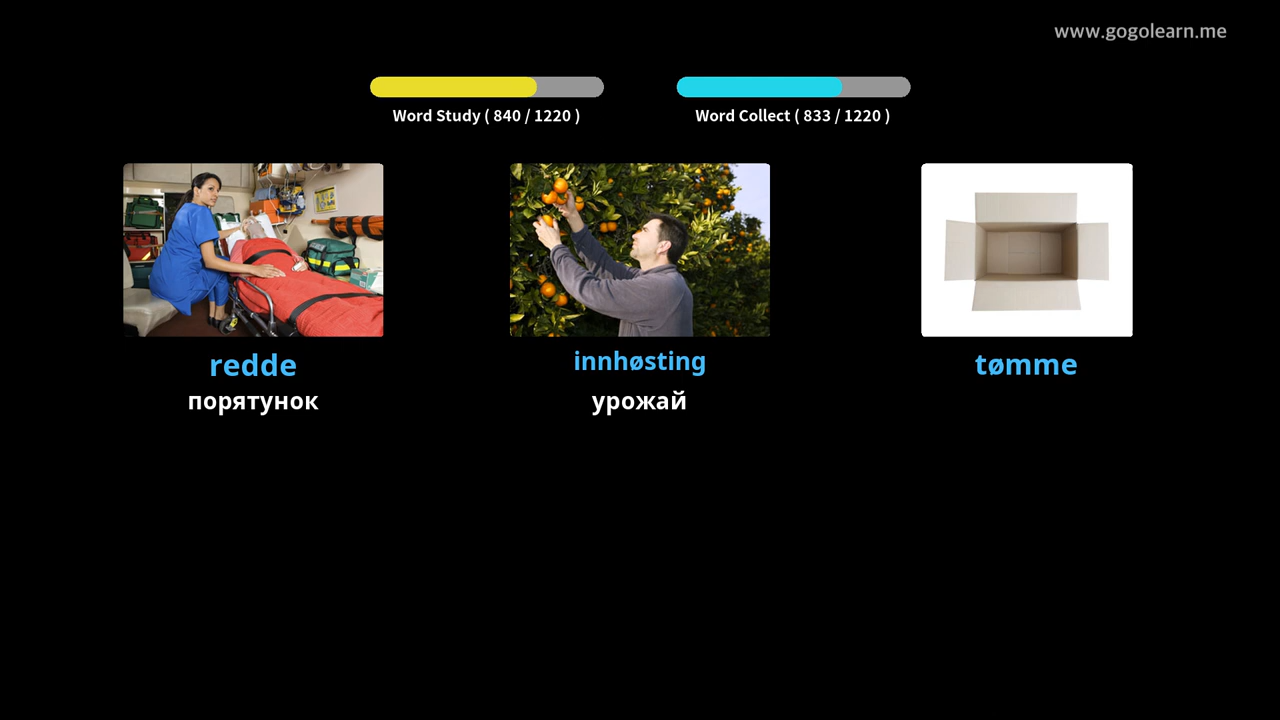 www.gogolearn.me
Word Study ( 840 / 1220 )
Word Collect ( 833 / 1220 )
redde
innhøsting
tømme
порятунок
урожай